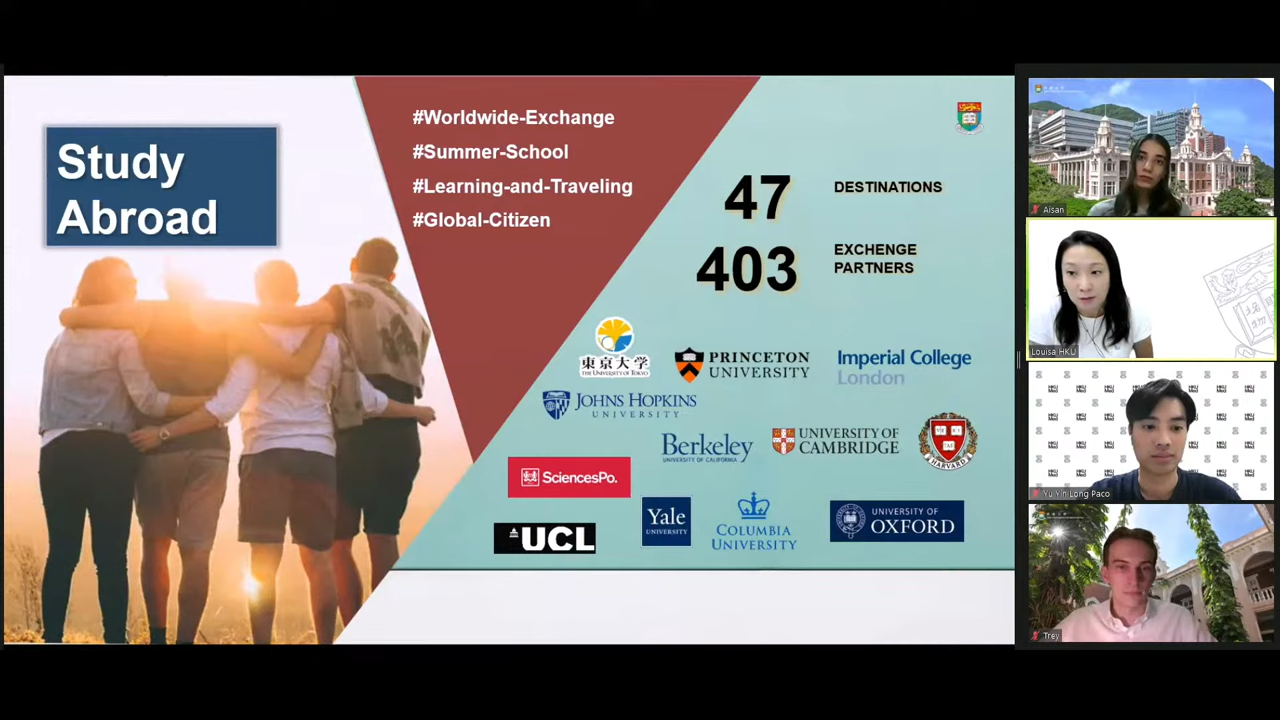 Study
Abroad
#Worldwide-Exchange
#Summer-School
#Learning-and-Traveling
#Global-Citizen
47 DESTINATIONS
403 EXCHENGE
PARTNERS
東京大学
THE UNIVERSITY OF TOKYO
PRINCETON
UNIVERSITY
Imperial College
London
JOHNS HOPKINS
UNIVERSITY
Berkeley
UNIVERSITY OF CALIFORNIA
UNIVERSITY OF
CAMBRIDGE
HARVARD
SciencesPo.
UCL
Yale
UNIVERSITY
COLUMBIA
UNIVERSITY
UNIVERSITY OF
OXFORD
Aisan
Louisa HKU
Yu Yin Long Paco
Trey